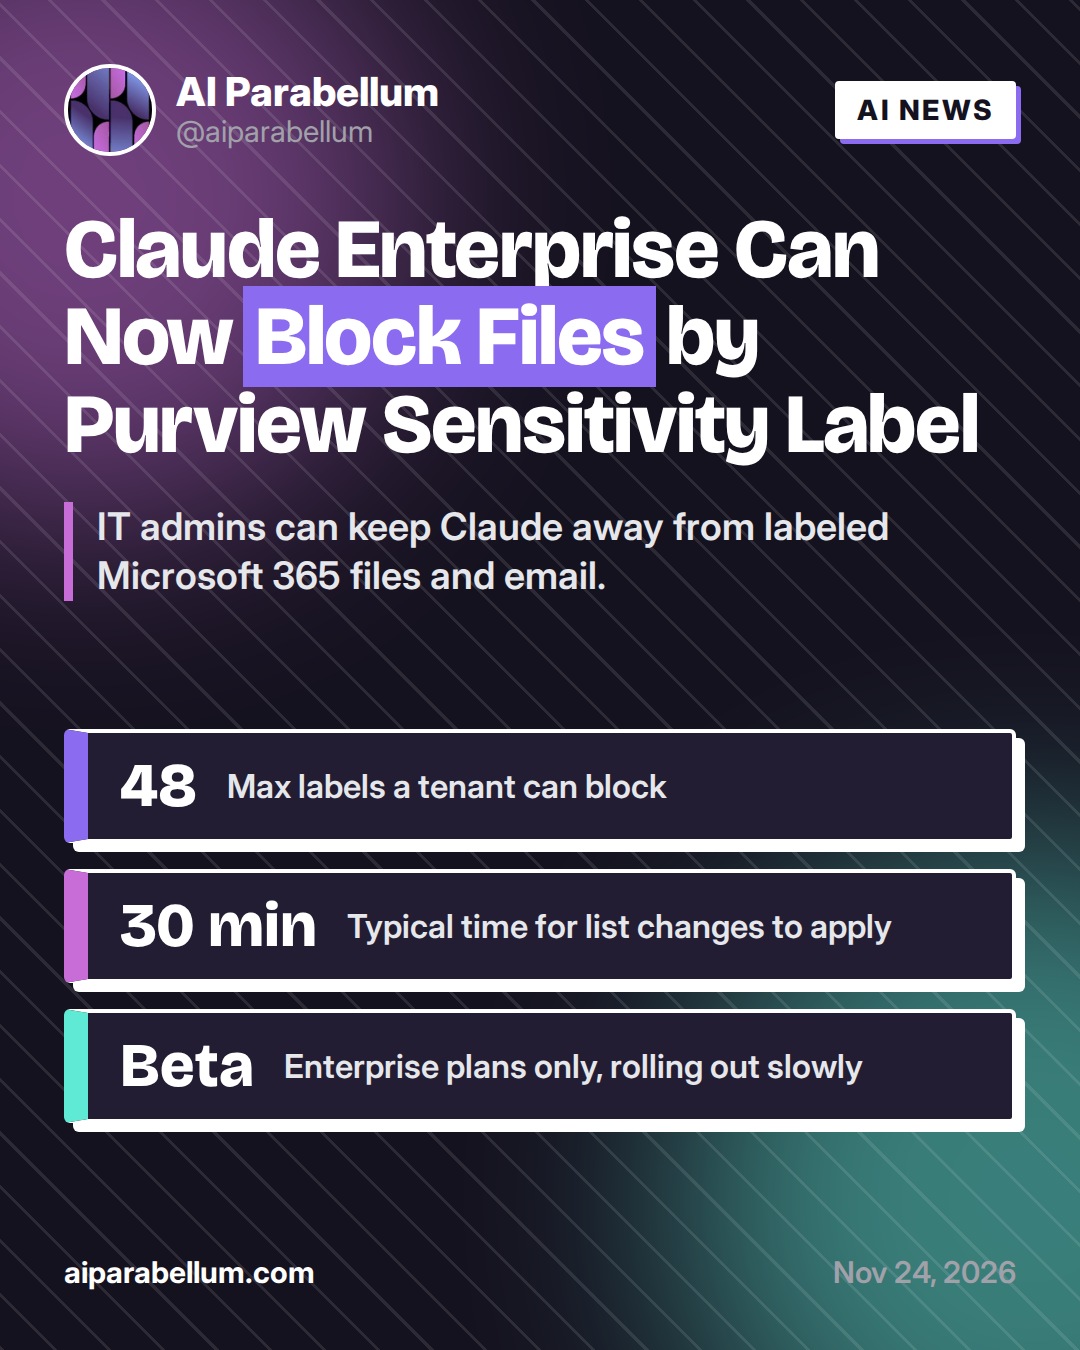 AI Parabellum
@aiparabellum
AI NEWS
Claude Enterprise Can
Now Block Files by
Purview Sensitivity Label
IT admins can keep Claude away from labeled
Microsoft 365 files and email.
48 Max labels a tenant can block
30 min Typical time for list changes to apply
Beta Enterprise plans only, rolling out slowly
aiparabellum.com
Nov 24, 2026